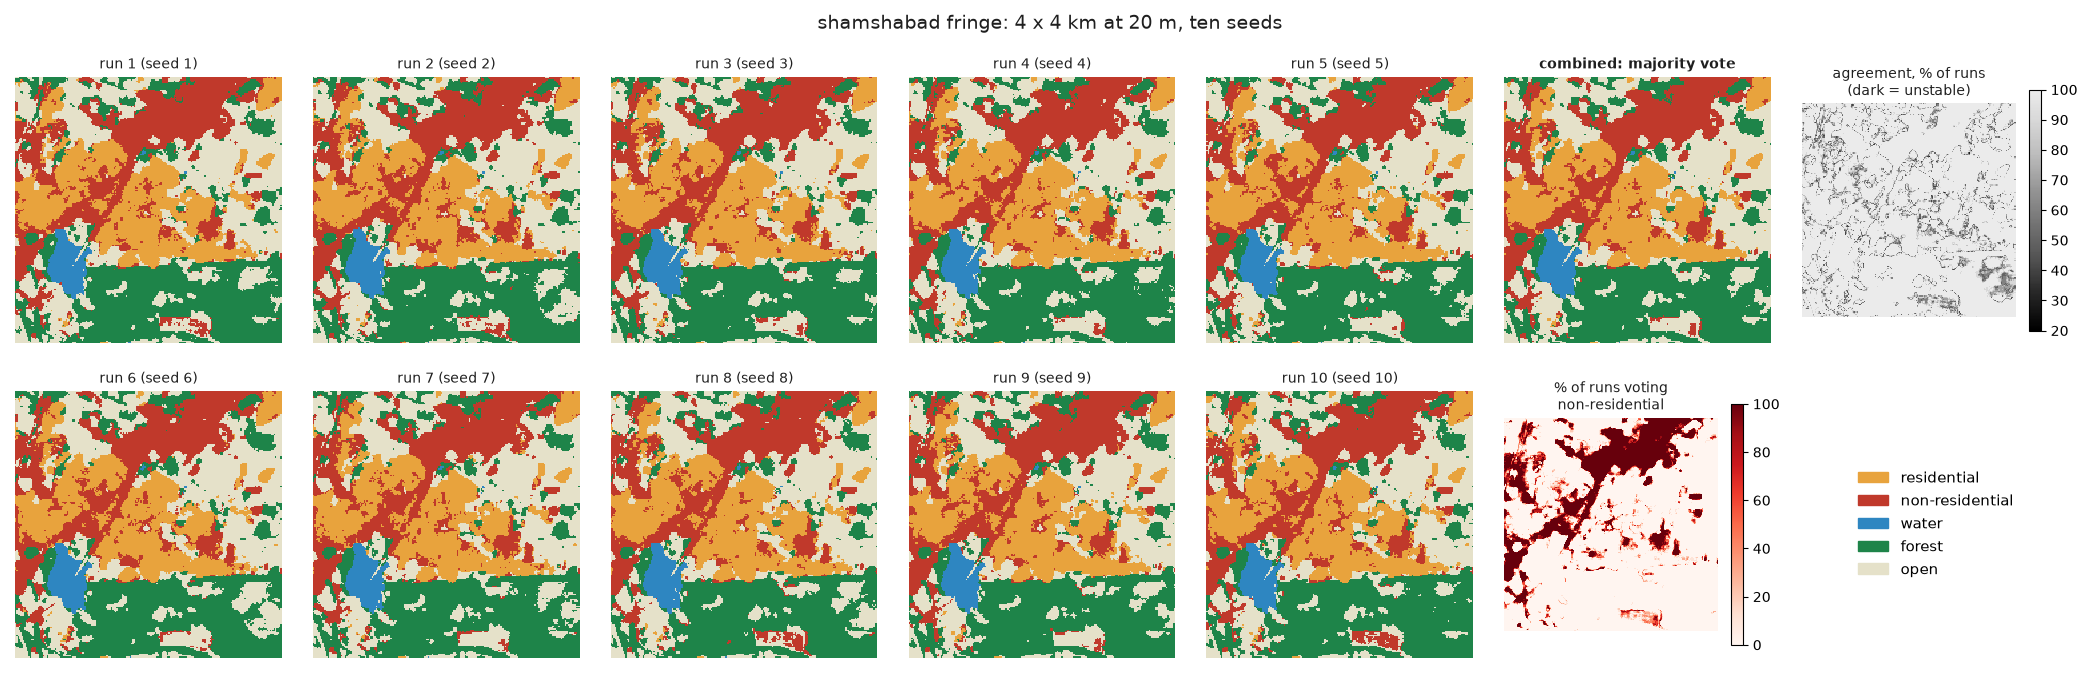 shamshabad fringe: 4 x 4 km at 20 m, ten seeds
run 1 (seed 1)
run 2 (seed 2)
run 3 (seed 3)
run 4 (seed 4)
run 5 (seed 5)
combined: majority vote
agreement, % of runs
(dark = unstable)
100
90
80
70
60
50
40
30
20
run 6 (seed 6)
run 7 (seed 7)
run 8 (seed 8)
run 9 (seed 9)
run 10 (seed 10)
% of runs voting
non-residential
100
80
60
40
20
0
residential
non-residential
water
forest
open